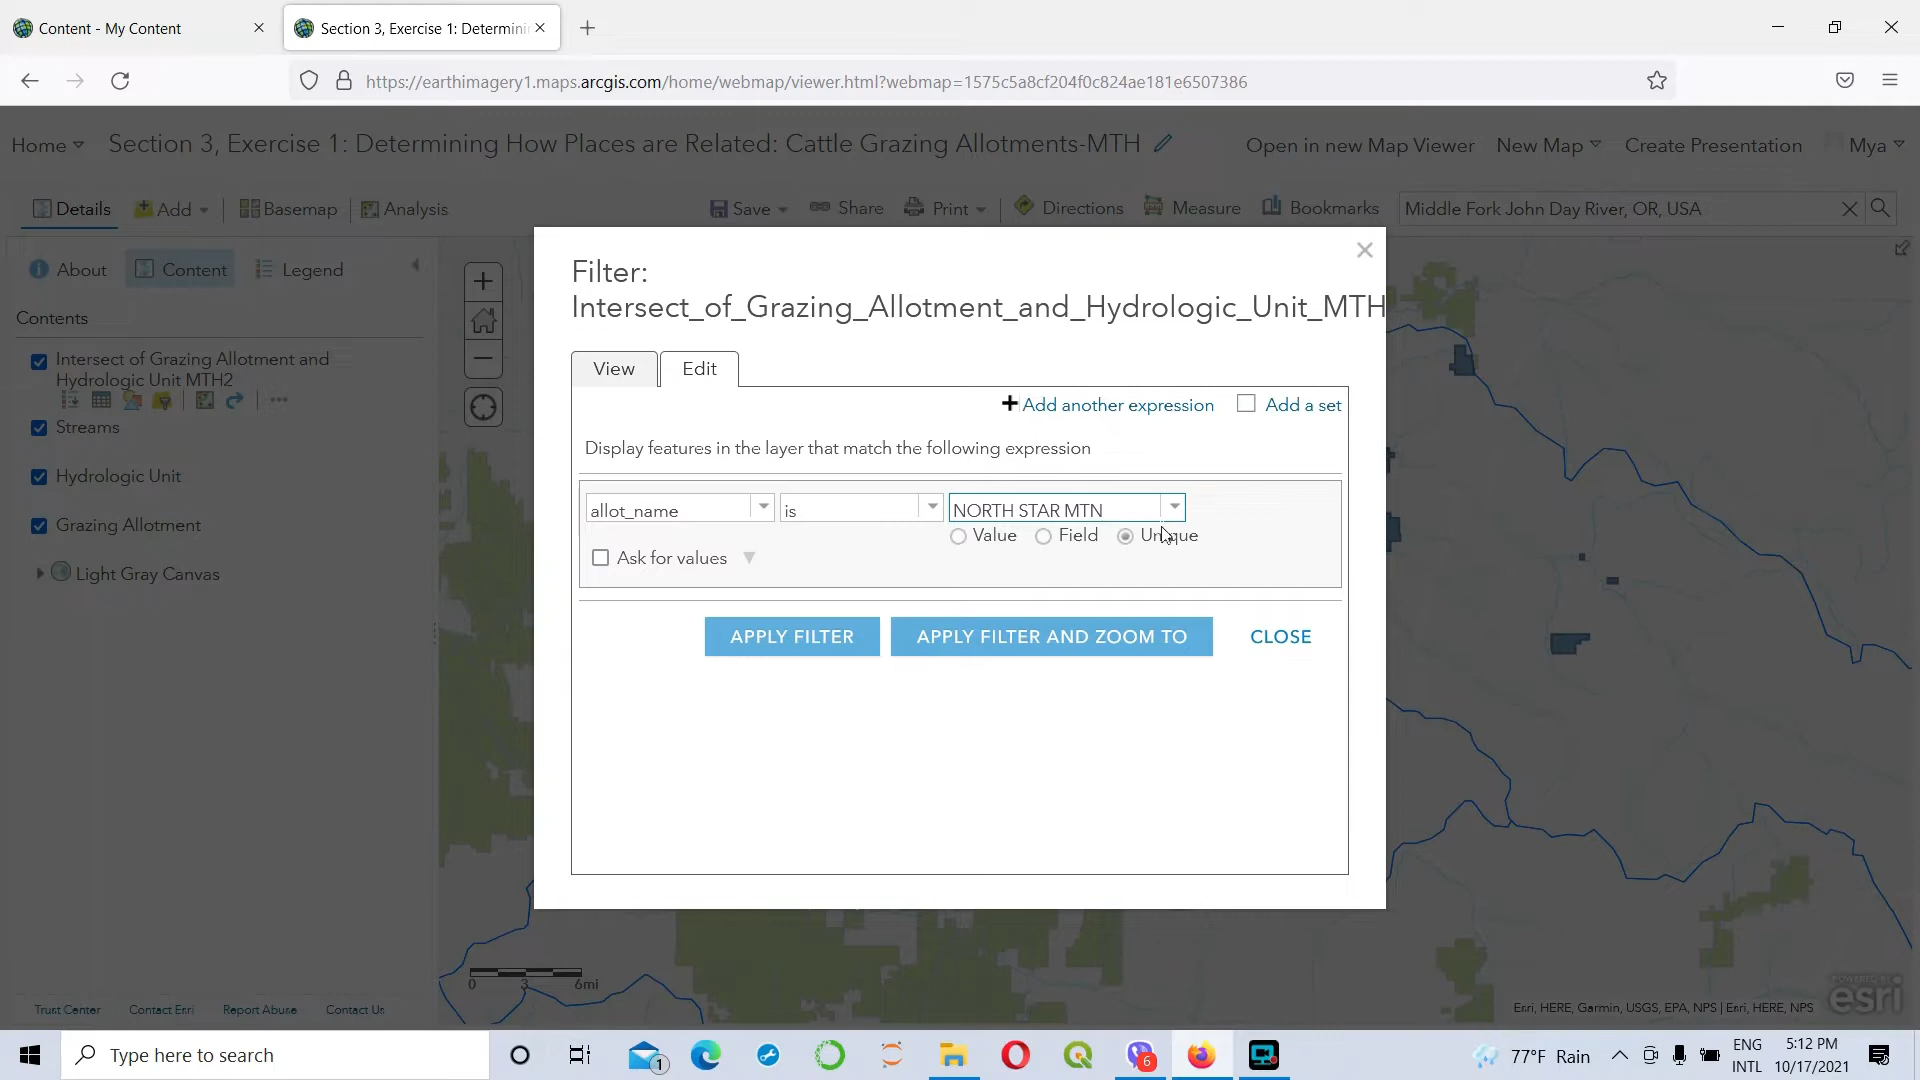 Content - My Content
Section 3, Exercise 1: Determini
https://earthimagery1.maps.arcgis.com/home/webmap/viewer.html?webmap=1575c5a8cf204f0c824ae181e6507386
Home
Section 3, Exercise 1: Determining How Places are Related: Cattle Grazing Allotments-MTH
Open in new Map Viewer
New Map
Create Presentation
Mya
Details
Add
Basemap
Analysis
Save
Share
Print
Directions
Measure
Bookmarks
Middle Fork John Day River, OR, USA
About
Content
Legend
Contents
Intersect of Grazing Allotment and
Hydrologic Unit MTH2
Streams
Hydrologic Unit
Grazing Allotment
Light Gray Canvas
Filter:
Intersect_of_Grazing_Allotment_and_Hydrologic_Unit_MTH
View
Edit
Add another expression
Add a set
Display features in the layer that match the following expression
allot_name
is
NORTH STAR MTN
Value
Field
Unique
Ask for values
APPLY FILTER
APPLY FILTER AND ZOOM TO
CLOSE
0 3 6mi
Trust Center
Contact Esri
Report Abuse
Contact Us
Esri, HERE, Garmin, USGS, EPA, NPS | Esri, HERE, NPS
POWERED BY
esri
Type here to search
1
6
77°F Rain
ENG
INTL
5:12 PM
10/17/2021